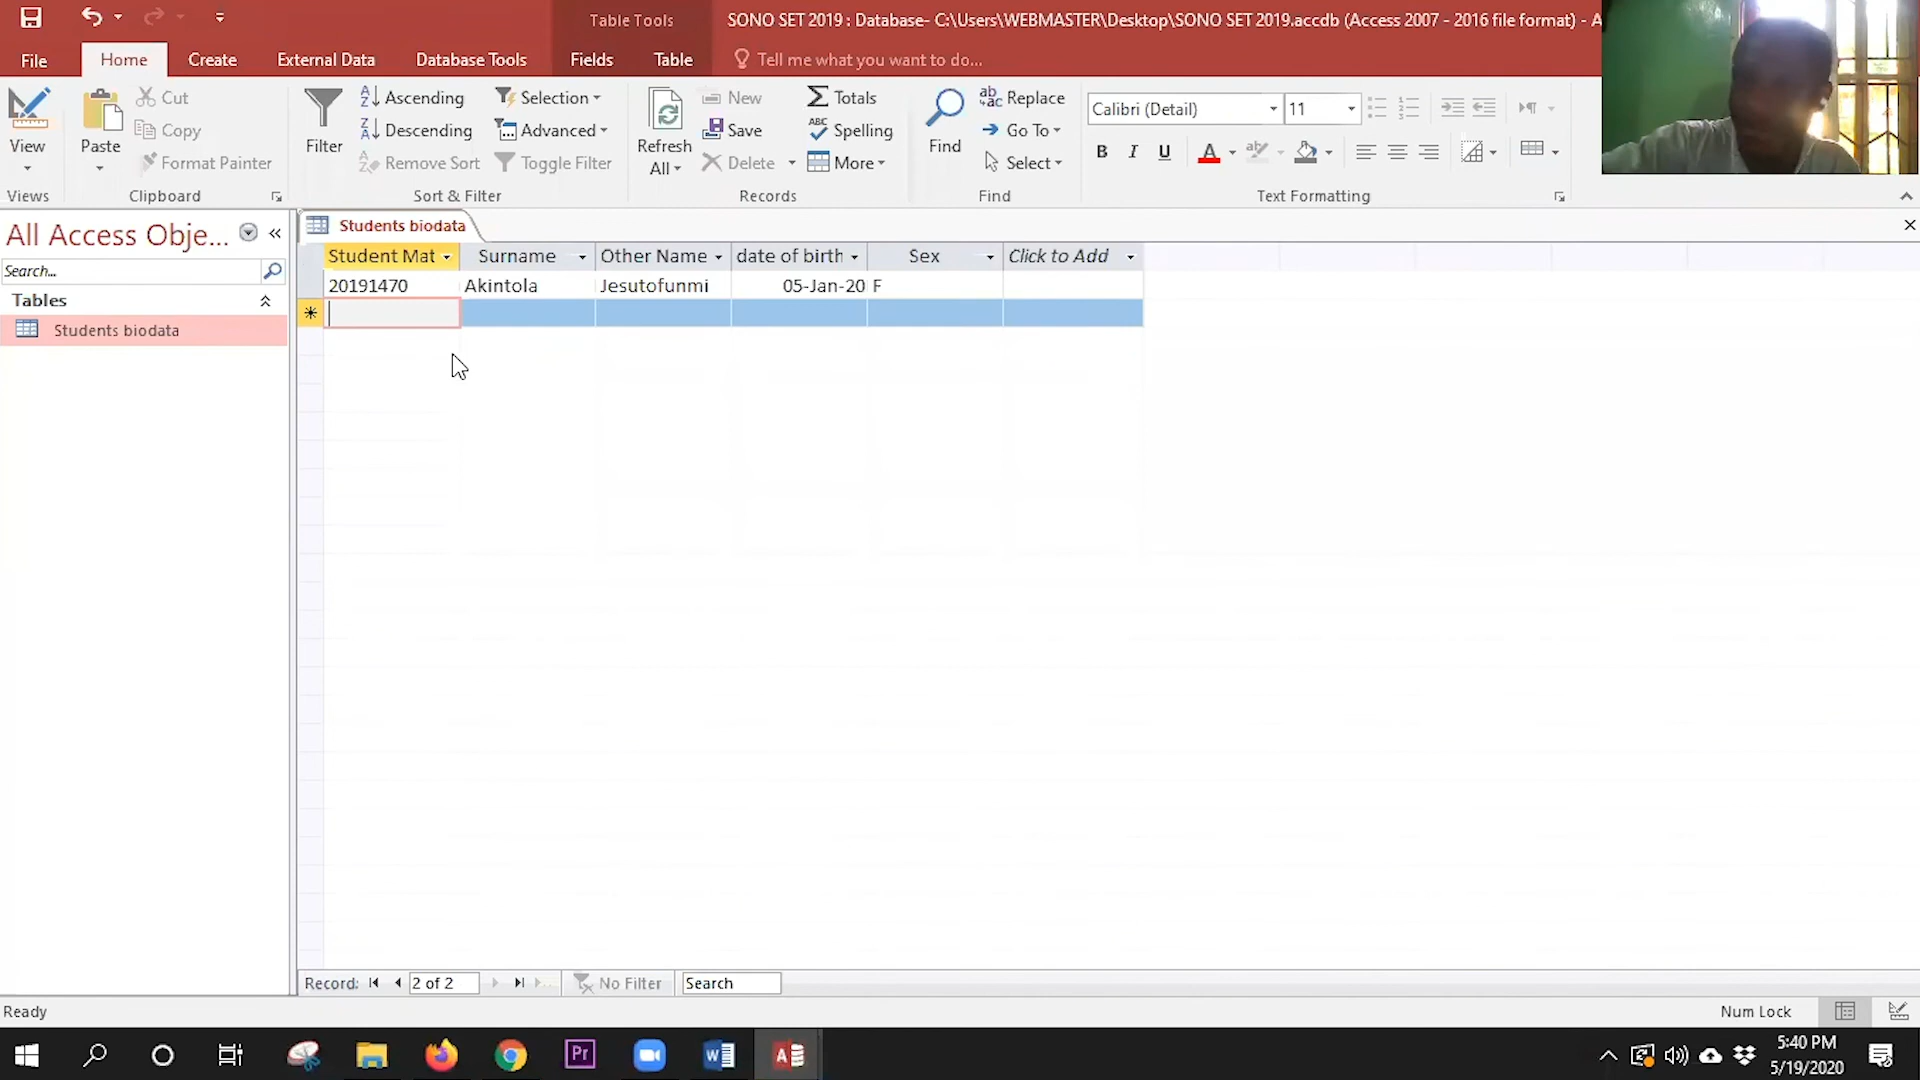 Table Tools
SONO SET 2019 : Database- C:\Users\WEBMASTER\Desktop\SONO SET 2019.accdb (Access 2007 - 2016 file format) - A
File
Home
Create
External Data
Database Tools
Fields
Table
Tell me what you want to do...
View
Paste
Cut
Copy
Format Painter
Filter
Ascending
Descending
Remove Sort
Selection
Advanced
Toggle Filter
Refresh
All
New
Save
Delete
Totals
Spelling
More
Find
Replace
Go To
Select
Calibri (Detail)
11
B I U A
Views
Clipboard
Sort & Filter
Records
Find
Text Formatting
All Access Obje...
Search...
Tables
Students biodata
Students biodata
Student Mat Surname Other Name date of birth Sex Click to Add
20191470 Akintola Jesutofunmi 05-Jan-20 F
Record: 2 of 2 No Filter Search
Ready
Num Lock
Pr
5:40 PM
5/19/2020